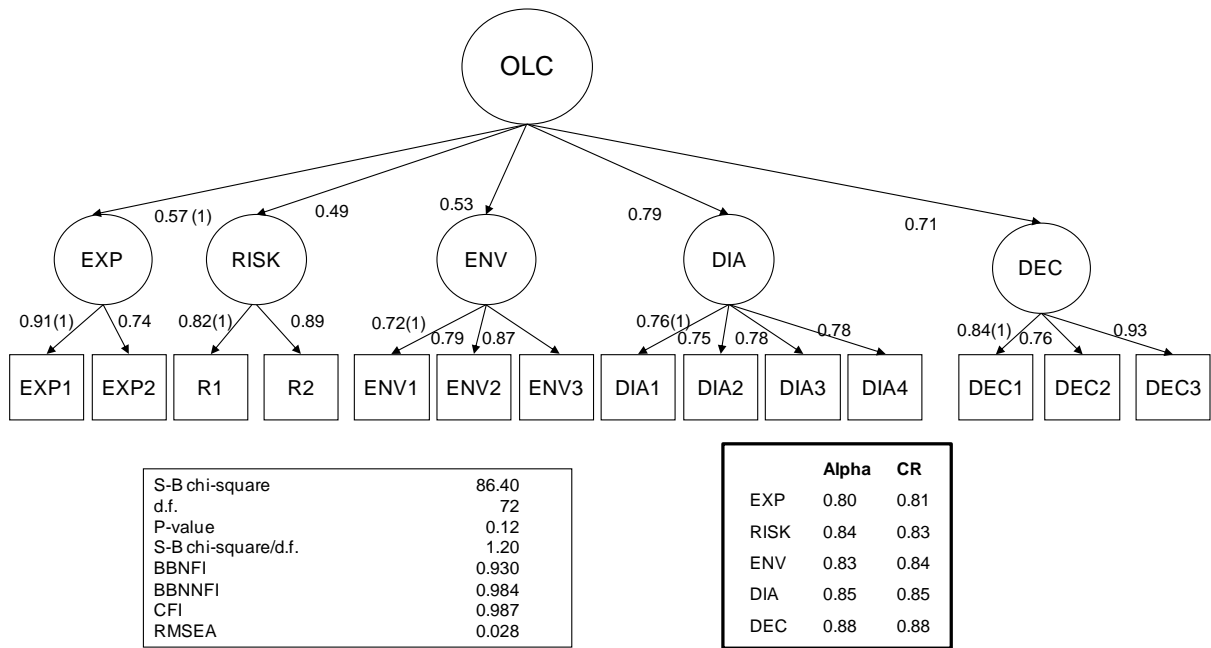 OLC
0.57 (1) 0.49 0.53 0.79 0.71
EXP RISK ENV DIA DEC
0.91(1) 0.74 0.82(1) 0.89 0.72(1) 0.79 0.87 0.76(1) 0.75 0.78 0.78 0.84(1) 0.76 0.93
EXP1 EXP2 R1 R2 ENV1 ENV2 ENV3 DIA1 DIA2 DIA3 DIA4 DEC1 DEC2 DEC3
S-B chi-square 86.40
d.f. 72
P-value 0.12
S-B chi-square/d.f. 1.20
BBNFI 0.930
BBNNFI 0.984
CFI 0.987
RMSEA 0.028
Alpha CR
EXP 0.80 0.81
RISK 0.84 0.83
ENV 0.83 0.84
DIA 0.85 0.85
DEC 0.88 0.88